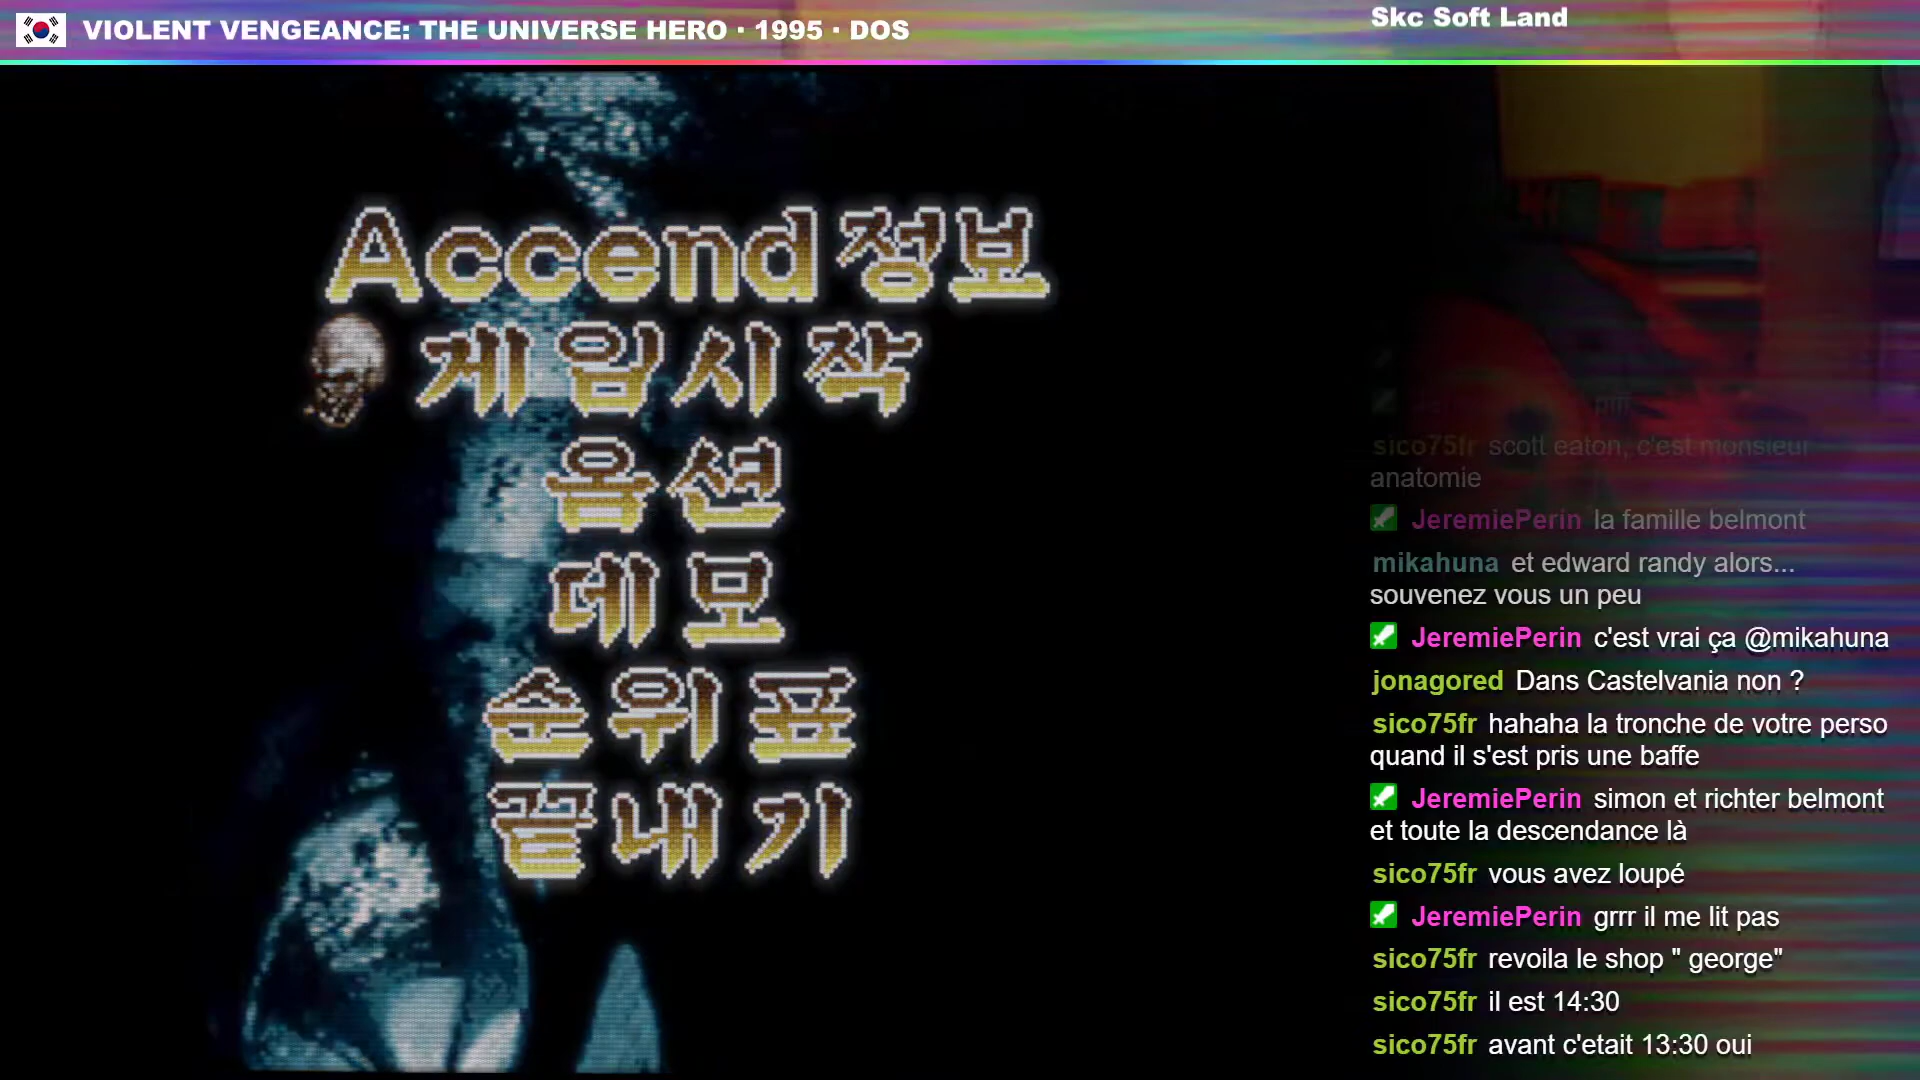 VIOLENT VENGEANCE: THE UNIVERSE HERO · 1995 · DOS
Skc Soft Land
Accend 정보
게임시작
옵션
데모
순위표
끝내기
sico75fr scott eaton, c'est monsieur
anatomie
JeremiePerin la famille belmont
mikahuna et edward randy alors...
souvenez vous un peu
JeremiePerin c'est vrai ça @mikahuna
jonagored Dans Castelvania non ?
sico75fr hahaha la tronche de votre perso
quand il s'est pris une baffe
JeremiePerin simon et richter belmont
et toute la descendance là
sico75fr vous avez loupé
JeremiePerin grrr il me lit pas
sico75fr revoila le shop " george"
sico75fr il est 14:30
sico75fr avant c'etait 13:30 oui